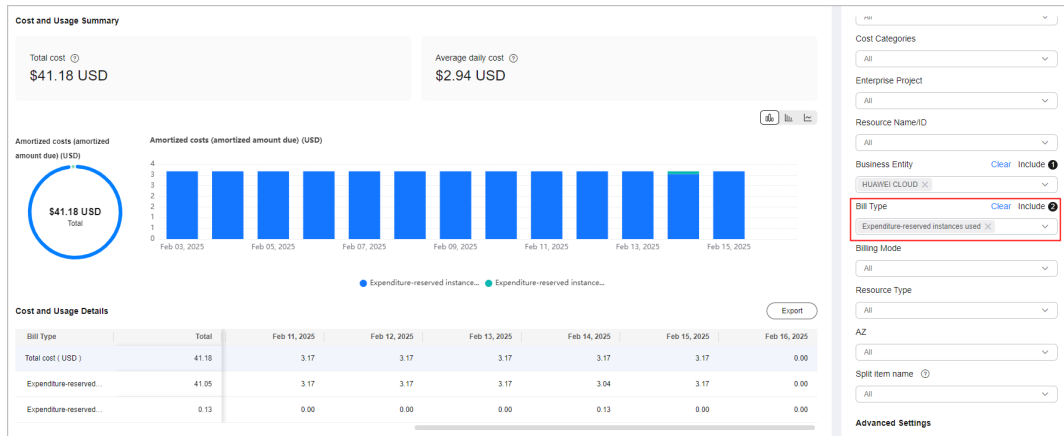 Cost and Usage Summary
Total cost ?
$41.18 USD
Average daily cost ?
$2.94 USD
Amortized costs (amortized
amount due) (USD)
$41.18 USD
Total
Amortized costs (amortized amount due) (USD)
4
3
3
2
2
1
1
0
Feb 03, 2025 Feb 05, 2025 Feb 07, 2025 Feb 09, 2025 Feb 11, 2025 Feb 13, 2025 Feb 15, 2025
Expenditure-reserved instance... Expenditure-reserved instance...
Cost and Usage Details
Export
Bill Type Total Feb 11, 2025 Feb 12, 2025 Feb 13, 2025 Feb 14, 2025 Feb 15, 2025 Feb 16, 2025
Total cost ( USD ) 41.18 3.17 3.17 3.17 3.17 3.17 0.00
Expenditure-reserved... 41.05 3.17 3.17 3.17 3.04 3.17 0.00
Expenditure-reserved... 0.13 0.00 0.00 0.00 0.13 0.00 0.00
All
Cost Categories
All
Enterprise Project
All
Resource Name/ID
All
Business Entity Clear Include 1
HUAWEI CLOUD ×
Bill Type Clear Include 2
Expenditure-reserved instances used ×
Billing Mode
All
Resource Type
All
AZ
All
Split item name ?
All
Advanced Settings